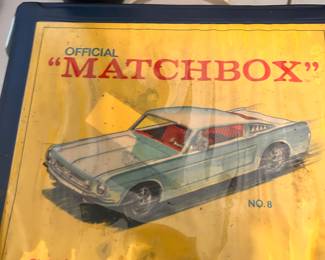 OFFICIAL
"MATCHBOX"
NO. 8